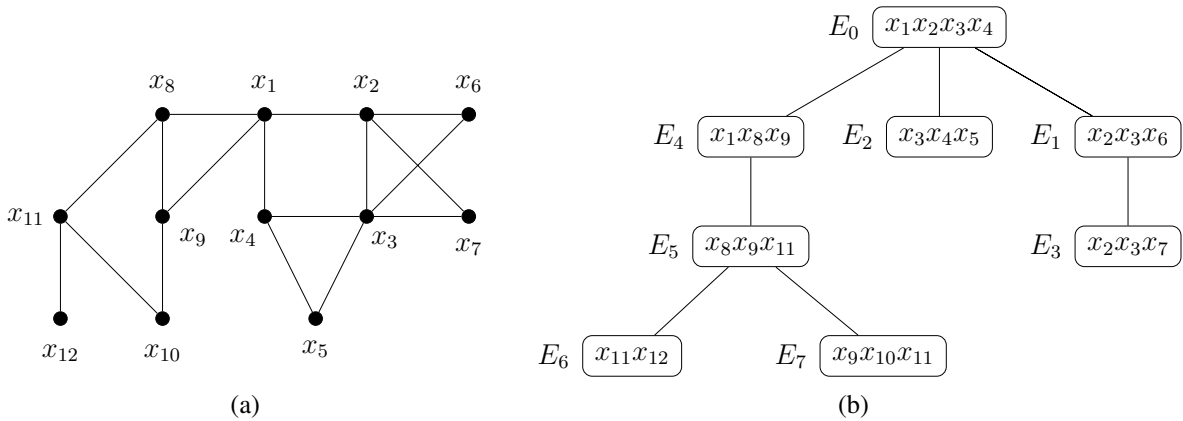 E₀ x₁x₂x₃x₄
x₈ x₁ x₂ x₆
E₄ x₁x₈x₉ E₂ x₃x₄x₅ E₁ x₂x₃x₆
x₁₁ x₉ x₄ x₃ x₇
E₅ x₈x₉x₁₁ E₃ x₂x₃x₇
x₁₂ x₁₀ x₅
E₆ x₁₁x₁₂ E₇ x₉x₁₀x₁₁
(a) (b)